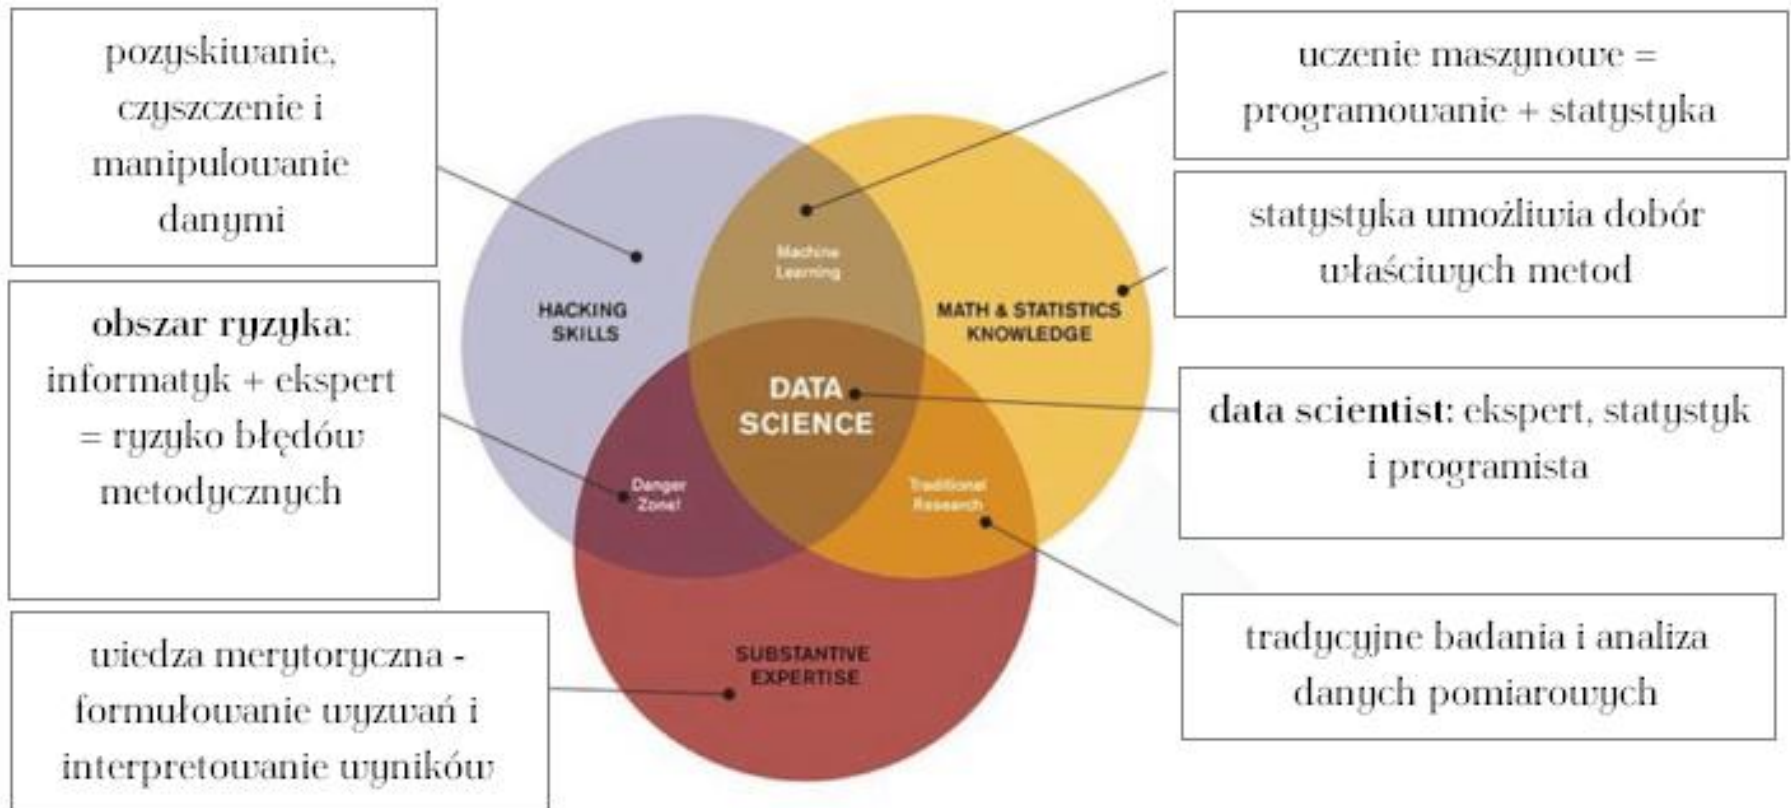 pozyskiwanie,
czyszczenie i
manipulowanie
danymi
obszar ryzyka:
informatyk + ekspert
= ryzyko błędów
metodycznych
wiedza merytoryczna -
formułowanie wyzwań i
interpretowanie wyników
HACKING
SKILLS
Machine
Learning
MATH & STATISTICS
KNOWLEDGE
DATA
SCIENCE
Danger
Zone!
Traditional
Research
SUBSTANTIVE
EXPERTISE
uczenie maszynowe =
programowanie + statystyka
statystyka umożliwia dobór
właściwych metod
data scientist: ekspert, statystyk
i programista
tradycyjne badania i analiza
danych pomiarowych